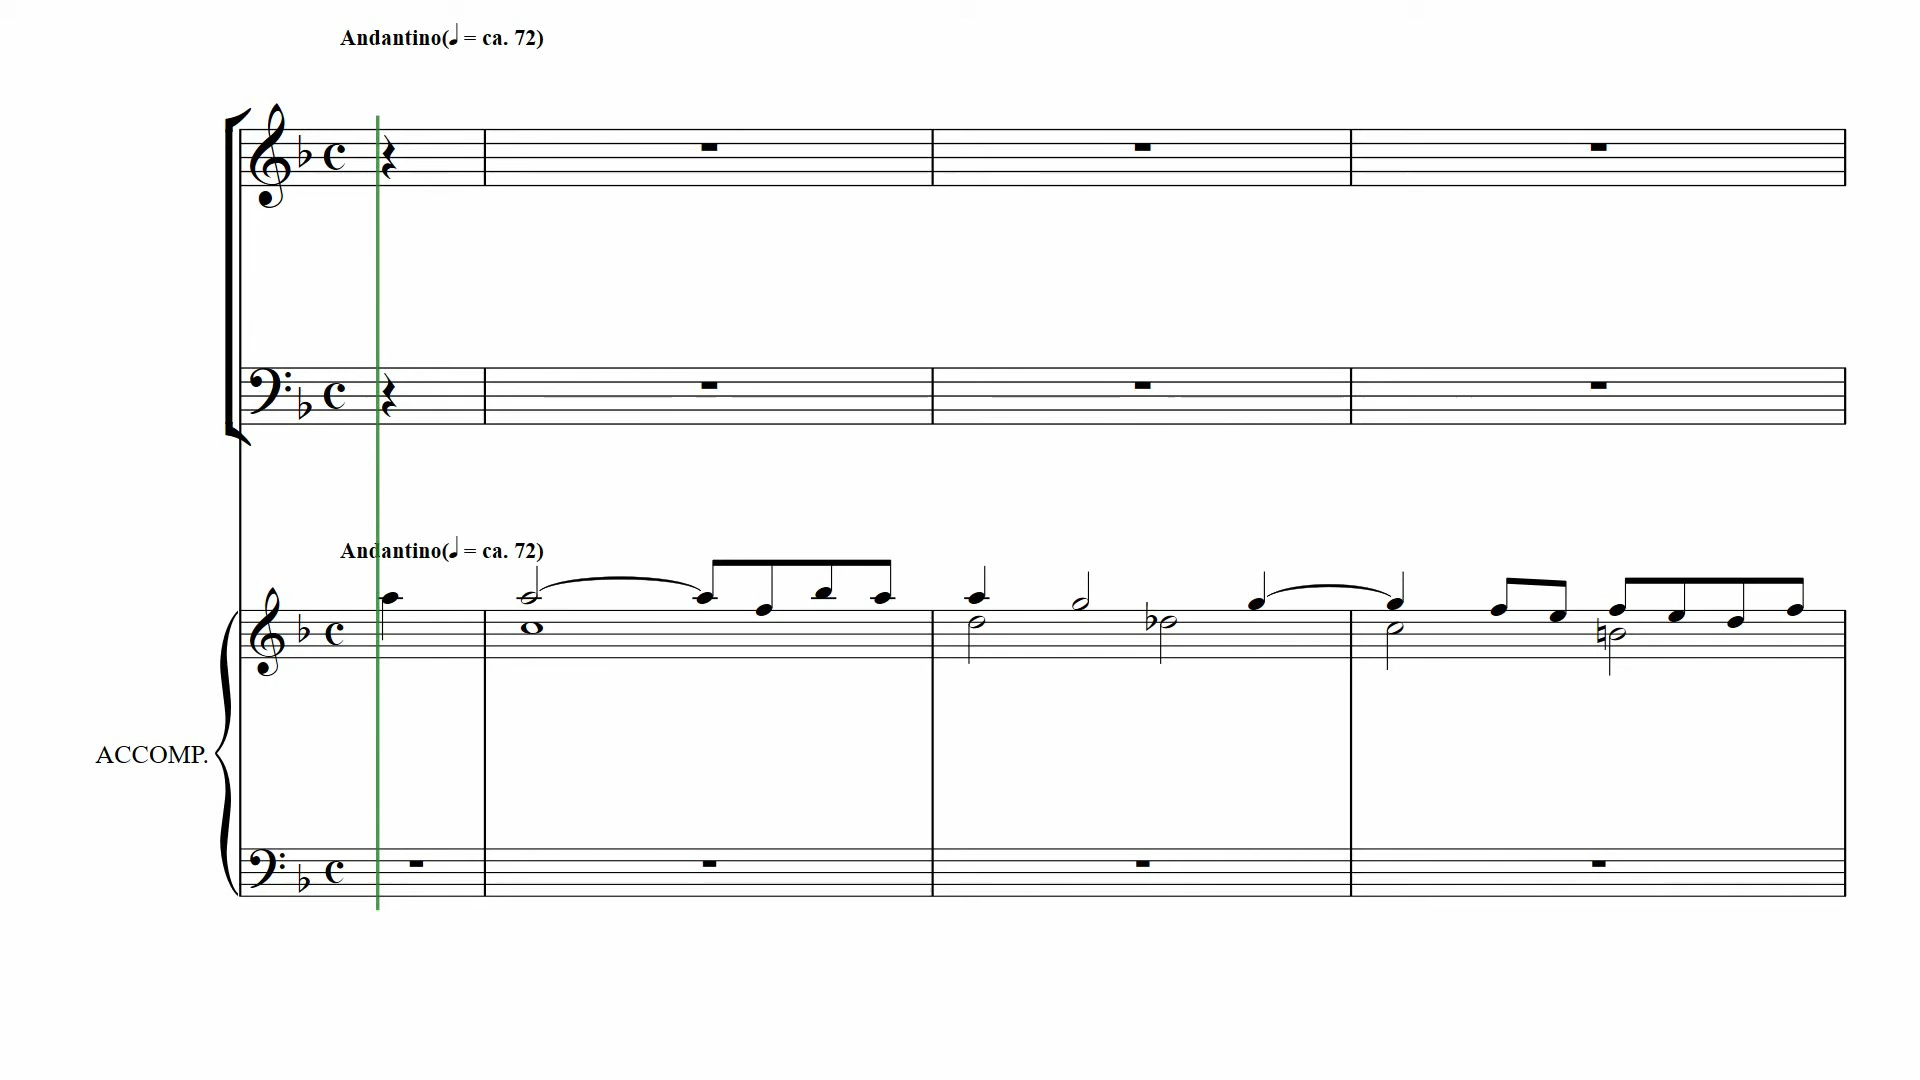 Andantino(♩ = ca. 72)
Andantino(♩ = ca. 72)
ACCOMP.